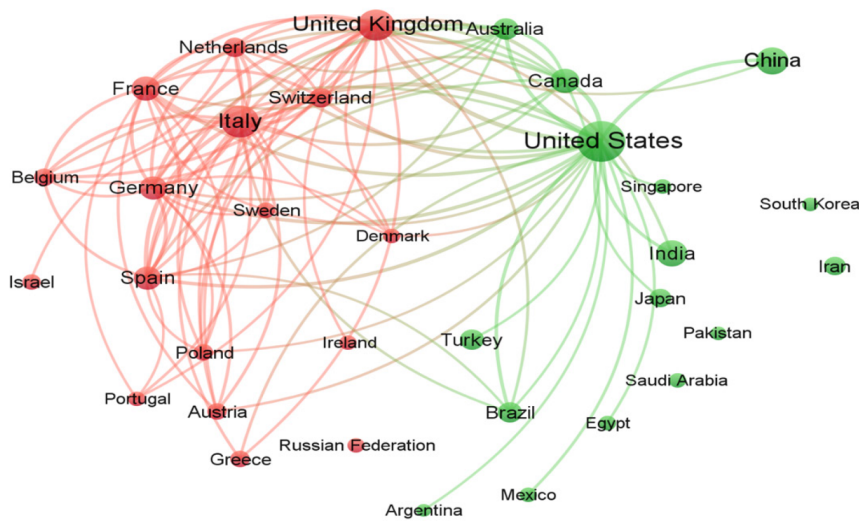 United Kingdom
Australia
Netherlands
China
France
Switzerland
Canada
Italy
United States
Belgium
Germany
Singapore
Sweden
South Korea
Denmark
India
Iran
Israel
Spain
Japan
Pakistan
Turkey
Poland
Ireland
Saudi Arabia
Portugal
Austria
Brazil
Egypt
Russian Federation
Greece
Mexico
Argentina